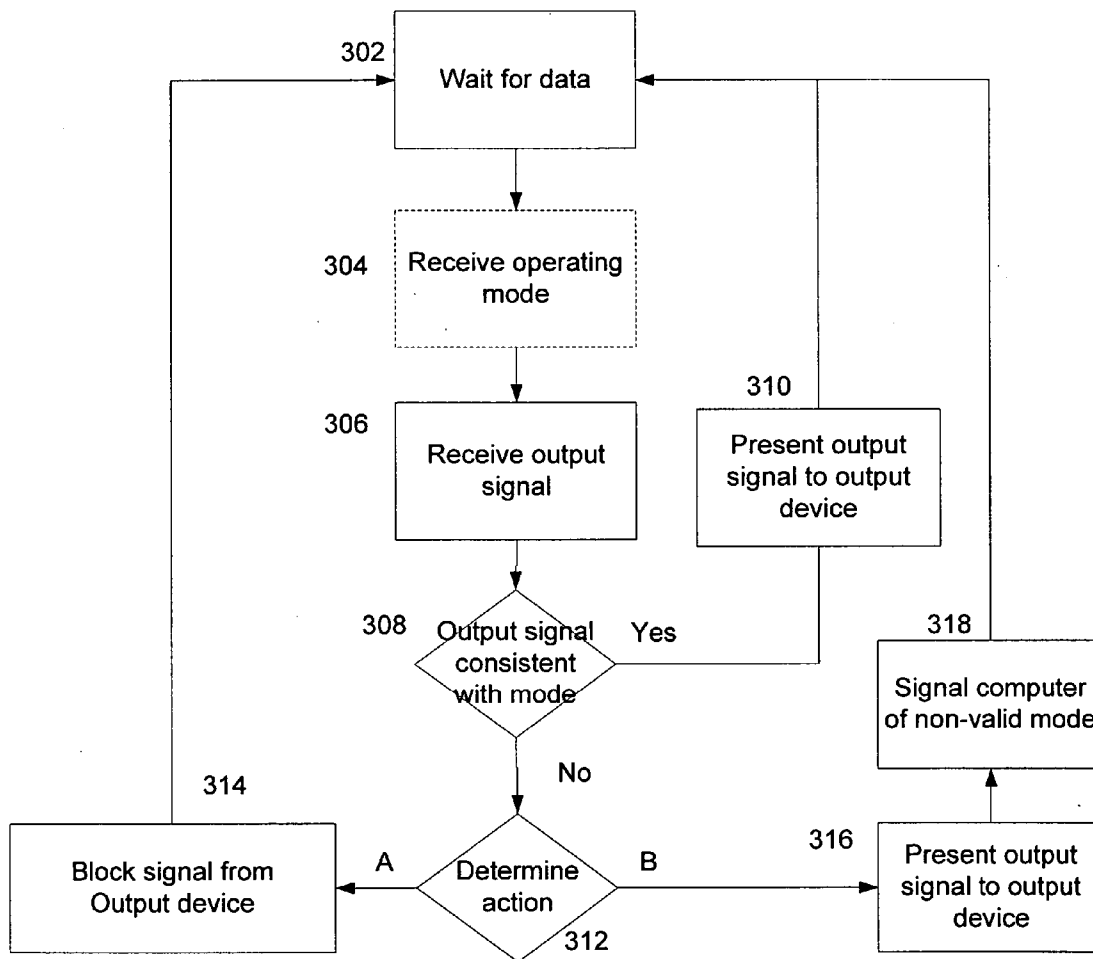 302
Wait for data
304
Receive operating
mode
306
Receive output
signal
310
Present output
signal to output
device
308
Output signal
consistent
with mode
Yes
318
Signal computer
of non-valid mode
No
314
Block signal from
Output device
A
Determine
action
312
B
316
Present output
signal to output
device